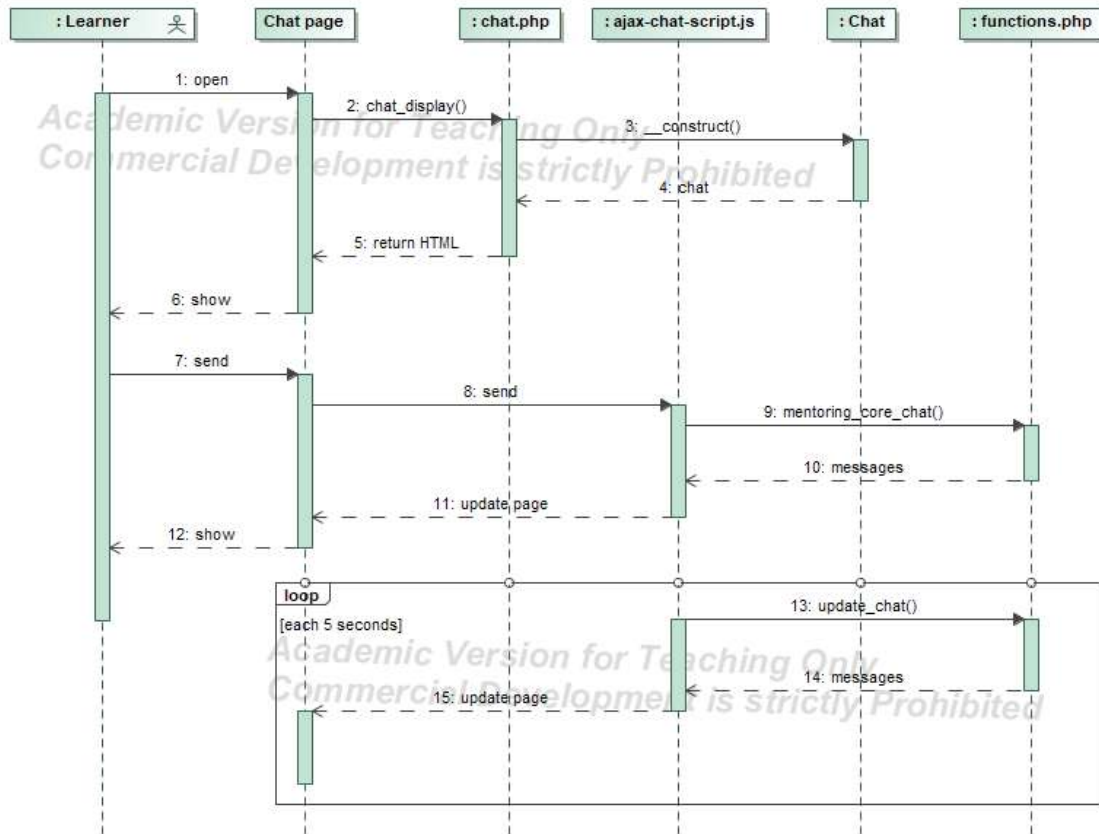 : Learner
Chat page
: chat.php
: ajax-chat-script.js
: Chat
: functions.php
1: open
2: chat_display()
3: __construct()
Academic Version for Teaching Only
Commercial Development is strictly Prohibited
4: chat
5: return HTML
6: show
7: send
8: send
9: mentoring_core_chat()
10: messages
11: update page
12: show
loop
[each 5 seconds]
13: update_chat()
Academic Version for Teaching Only
Commercial Development is strictly Prohibited
14: messages
15: update page